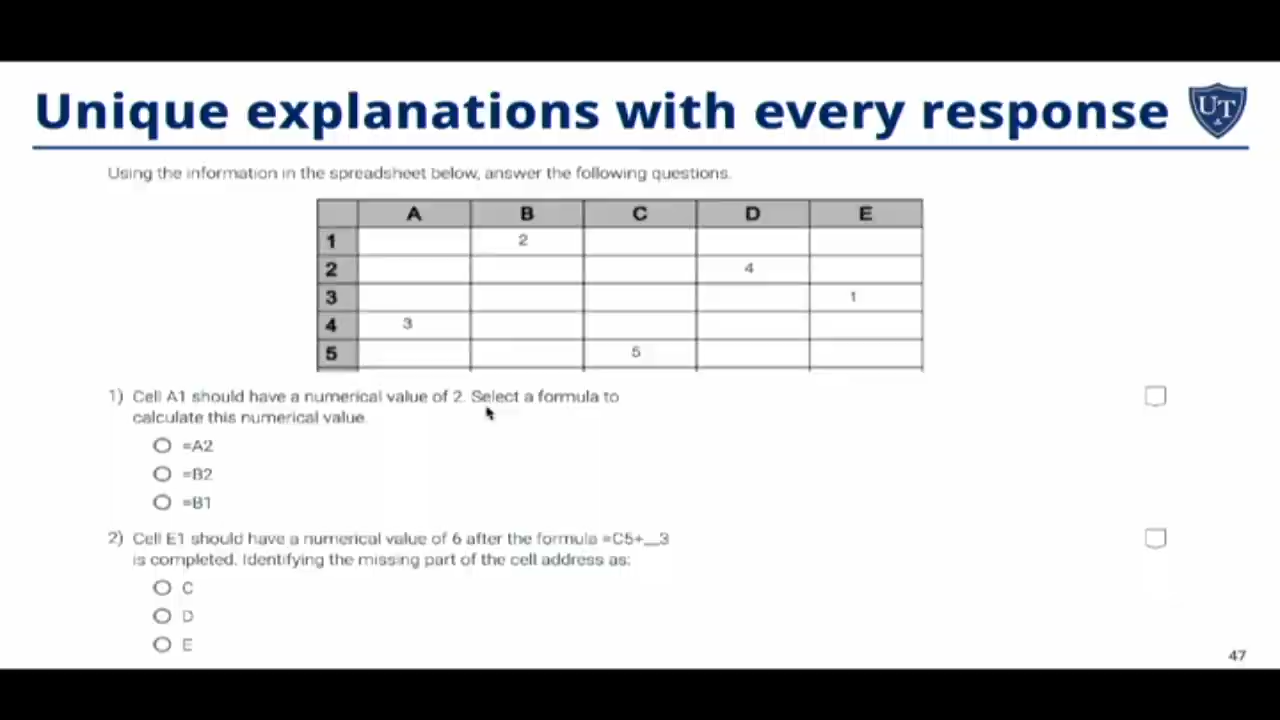 Unique explanations with every response
UT
Using the information in the spreadsheet below, answer the following questions.
A B C D E
1 2
2 4
3 1
4 3
5 5
1) Cell A1 should have a numerical value of 2. Select a formula to
calculate this numerical value.
=A2
=B2
=B1
2) Cell E1 should have a numerical value of 6 after the formula =C5+__3
is completed. Identifying the missing part of the cell address as:
C
D
E
47